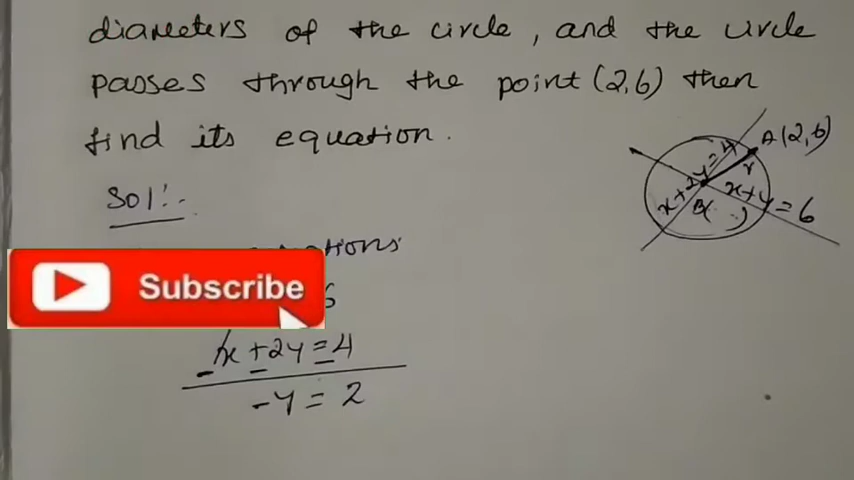 diameters of the circle, and the circle
passes through the point (2,6) then
find its equation.
A(2,6)
x+2y=4
r
x+y=6
Sol:-
Subscribe
x+2y=4
-y=2